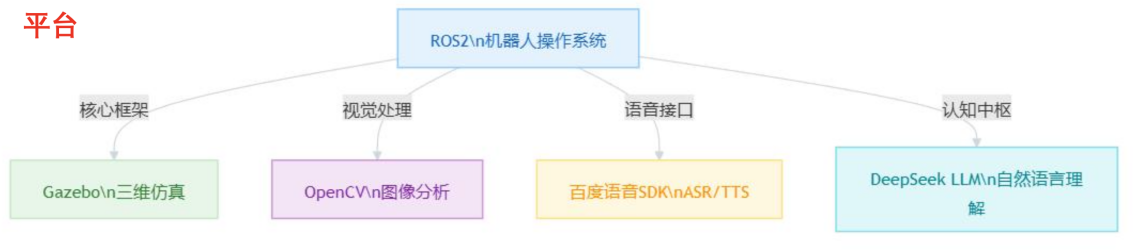 平台
ROS2\n机器人操作系统
核心框架
视觉处理
语音接口
认知中枢
Gazebo\n三维仿真
OpenCV\n图像分析
百度语音SDK\nASR/TTS
DeepSeek LLM\n自然语言理
解